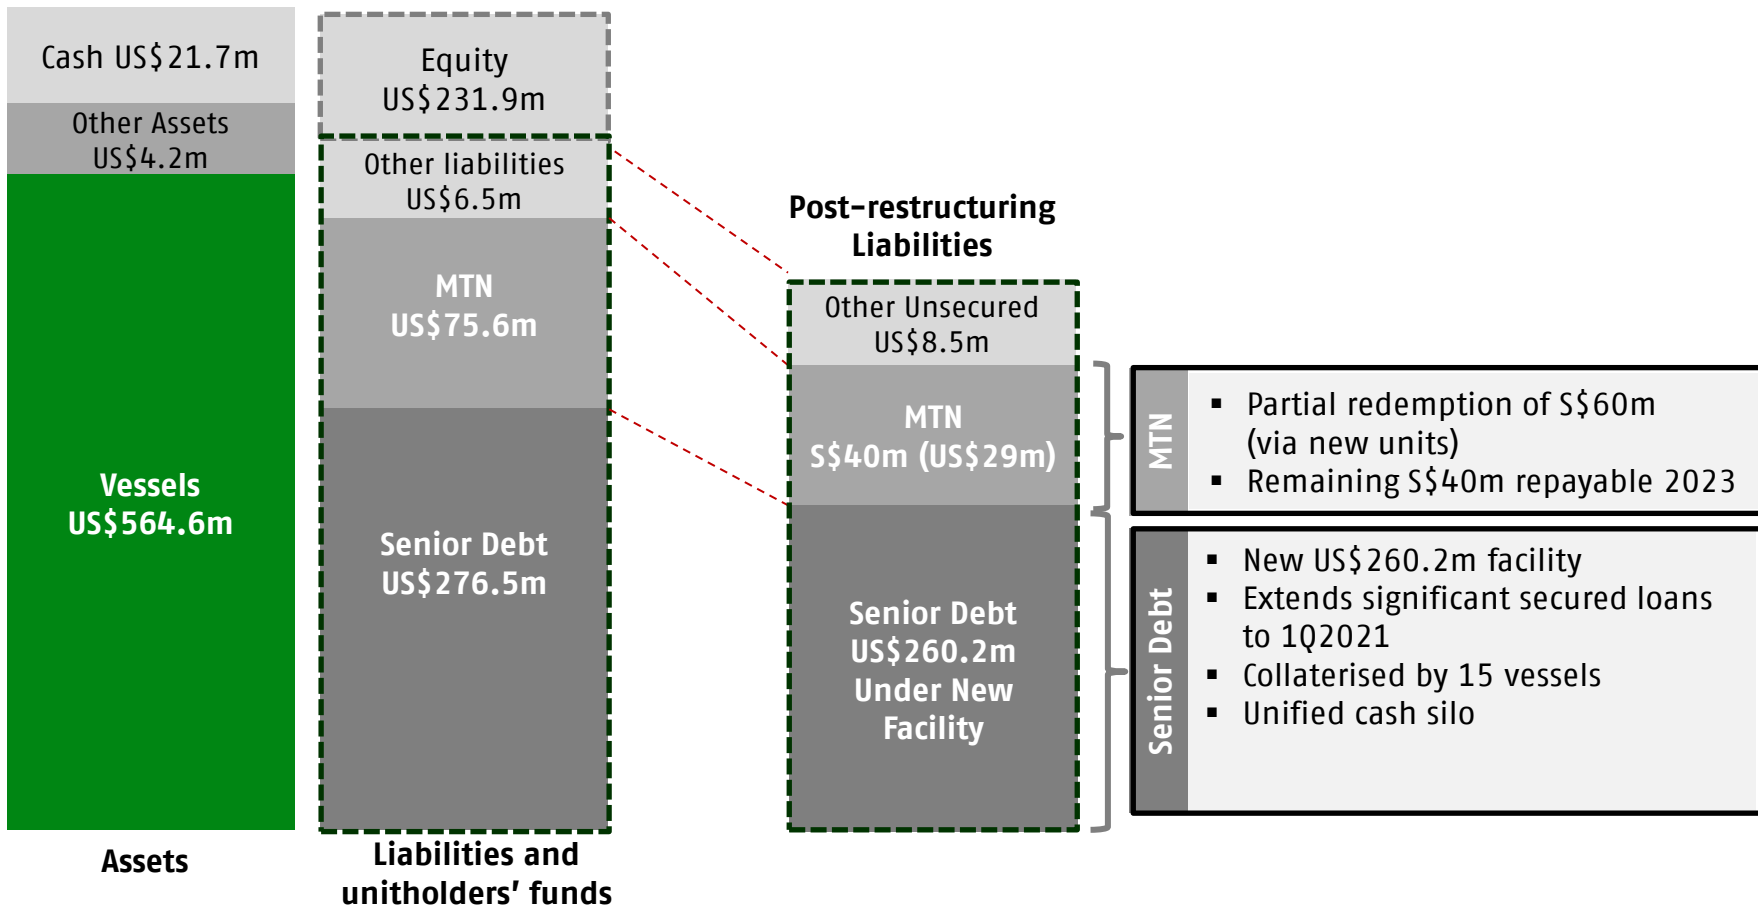 Cash US$21.7m
Other Assets
US$4.2m
Vessels
US$564.6m
Assets
Equity
US$231.9m
Other liabilities
US$6.5m
MTN
US$75.6m
Senior Debt
US$276.5m
Liabilities and
unitholders’ funds
Post-restructuring
Liabilities
Other Unsecured
US$8.5m
MTN
S$40m (US$29m)
Senior Debt
US$260.2m
Under New
Facility
MTN
▪ Partial redemption of S$60m
(via new units)
▪ Remaining S$40m repayable 2023
Senior Debt
▪ New US$260.2m facility
▪ Extends significant secured loans
to 1Q2021
▪ Collaterised by 15 vessels
▪ Unified cash silo